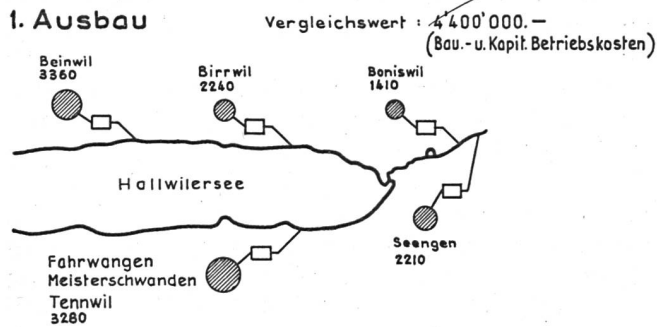 1. Ausbau
Vergleichswert : 4'400'000.—
(Bau.- u. Kapit. Betriebskosten)
Beinwil
3360
Birrwil
2240
Boniswil
1410
Hallwilersee
Seengen
2210
Fahrwangen
Meisterschwanden
Tennwil
3280